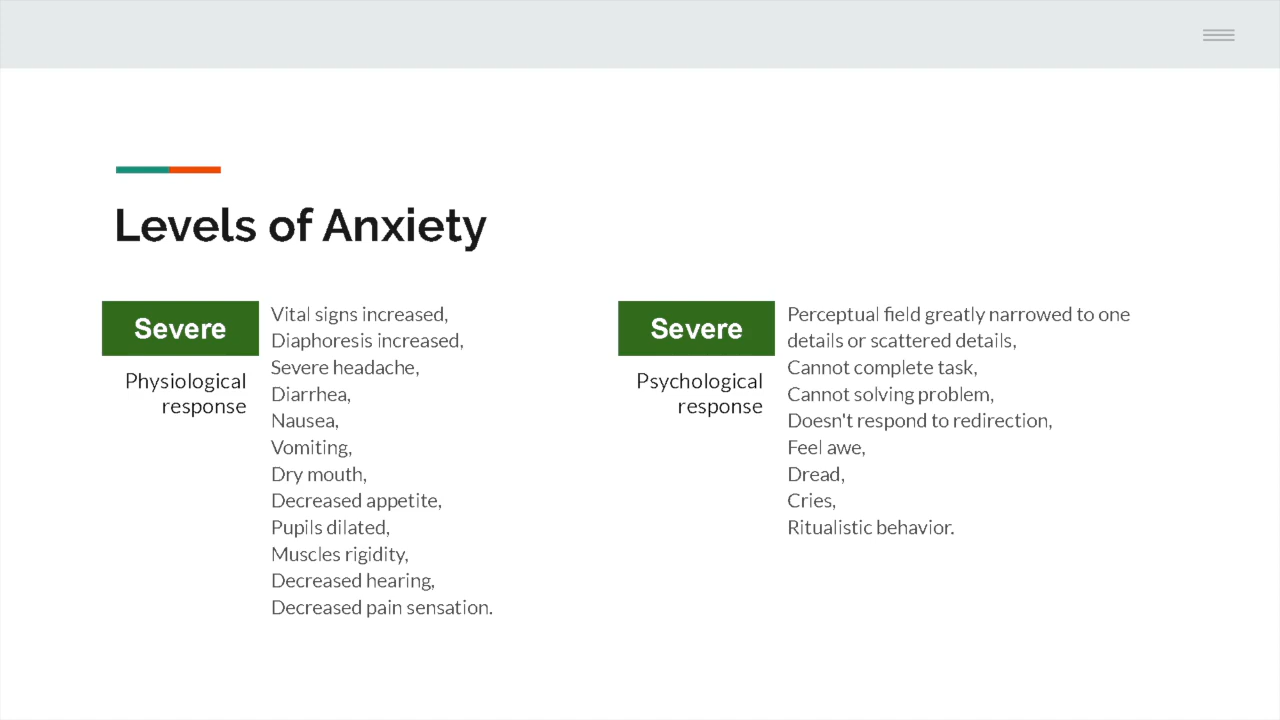 Levels of Anxiety
Severe
Physiological
response
Vital signs increased,
Diaphoresis increased,
Severe headache,
Diarrhea,
Nausea,
Vomiting,
Dry mouth,
Decreased appetite,
Pupils dilated,
Muscles rigidity,
Decreased hearing,
Decreased pain sensation.
Severe
Psychological
response
Perceptual field greatly narrowed to one
details or scattered details,
Cannot complete task,
Cannot solving problem,
Doesn't respond to redirection,
Feel awe,
Dread,
Cries,
Ritualistic behavior.